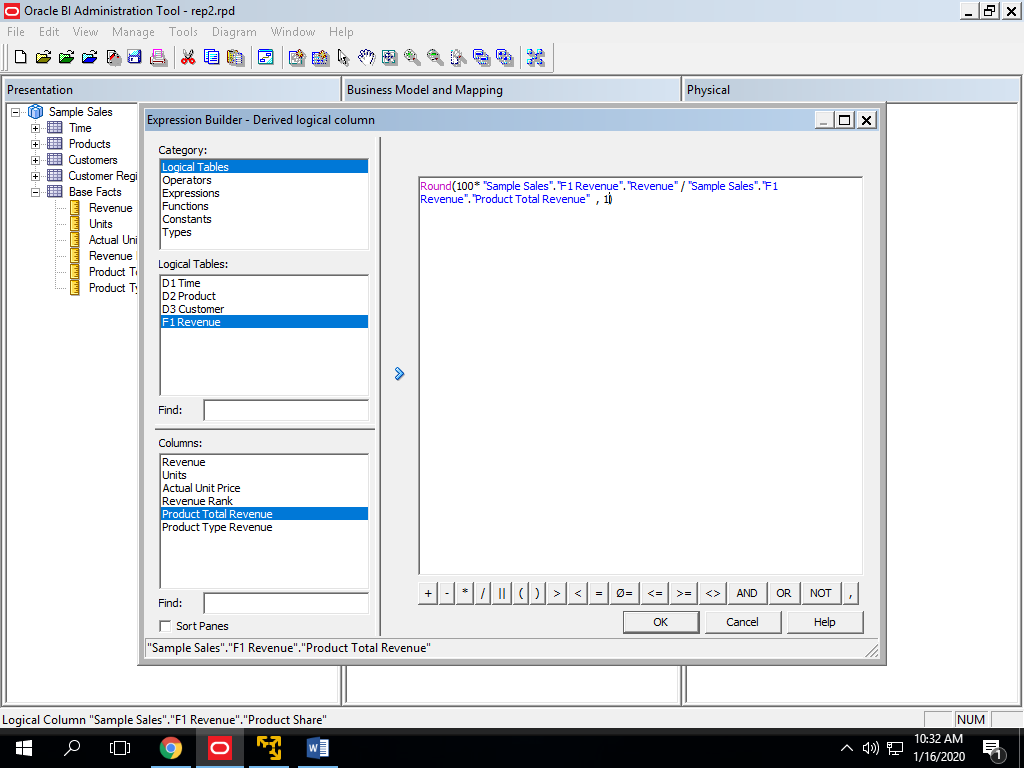 Oracle BI Administration Tool - rep2.rpd
File Edit View Manage Tools Diagram Window Help
Presentation
Business Model and Mapping
Physical
Sample Sales
Time
Products
Customers
Customer Regi
Base Facts
Revenue
Units
Actual Uni
Revenue
Product T
Product Ty
Expression Builder - Derived logical column
Category:
Logical Tables
Operators
Expressions
Functions
Constants
Types
Logical Tables:
D1 Time
D2 Product
D3 Customer
F1 Revenue
Find:
Columns:
Revenue
Units
Actual Unit Price
Revenue Rank
Product Total Revenue
Product Type Revenue
Find:
Sort Panes
Round(100* "Sample Sales"."F1 Revenue"."Revenue" / "Sample Sales"."F1
Revenue"."Product Total Revenue" , 1)
+ - * / || ( ) > < = Ø= <= >= <> AND OR NOT ,
OK Cancel Help
"Sample Sales"."F1 Revenue"."Product Total Revenue"
Logical Column "Sample Sales"."F1 Revenue"."Product Share"
NUM
10:32 AM
1/16/2020
1